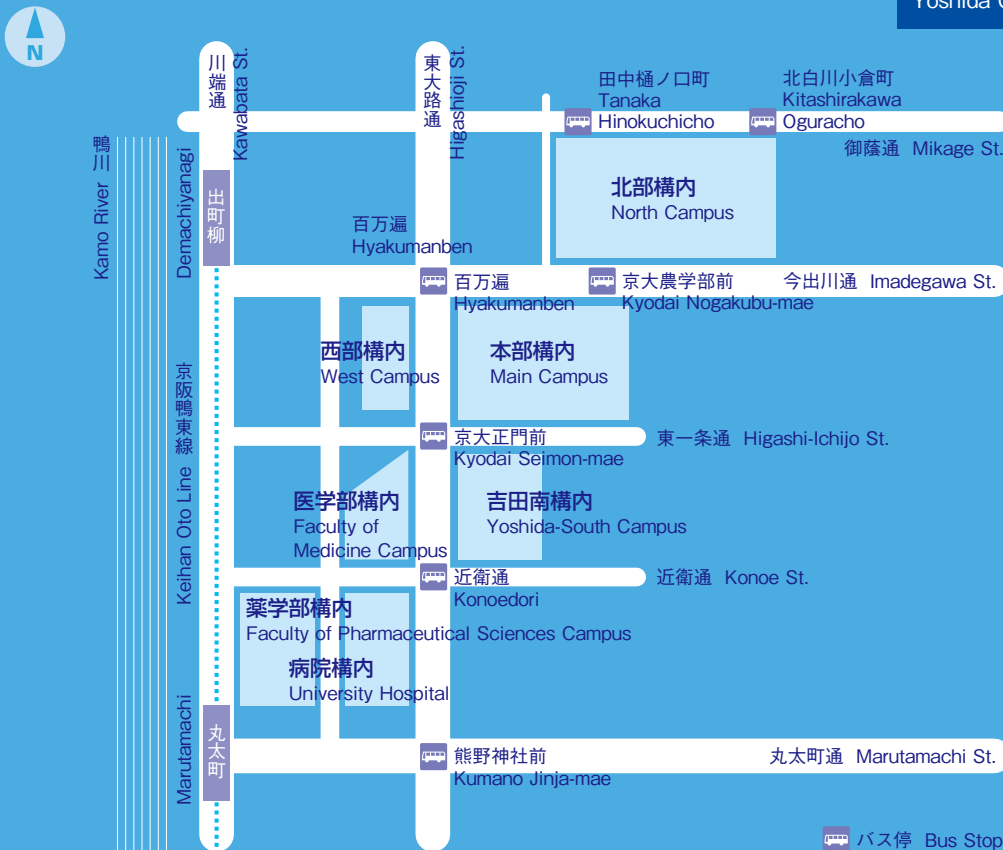 Yoshida
N
川端通
Kawabata St.
東大路通
Higashioji St.
田中樋ノ口町
Tanaka
Hinokuchicho
北白川小倉町
Kitashirakawa
Oguracho
御蔭通 Mikage St.
鴨川
Kamo River
出町柳
Demachiyanagi
北部構内
North Campus
百万遍
Hyakumanben
百万遍
Hyakumanben
京大農学部前
Kyodai Nogakubu-mae
今出川通 Imadegawa St.
西部構内
West Campus
本部構内
Main Campus
京阪鴨東線
Keihan Oto Line
京大正門前
Kyodai Seimon-mae
東一条通 Higashi-Ichijo St.
医学部構内
Faculty of
Medicine Campus
吉田南構内
Yoshida-South Campus
近衛通
Konoedori
近衛通 Konoe St.
薬学部構内
Faculty of Pharmaceutical Sciences Campus
病院構内
University Hospital
丸太町
Marutamachi
熊野神社前
Kumano Jinja-mae
丸太町通 Marutamachi St.
バス停 Bus Stop